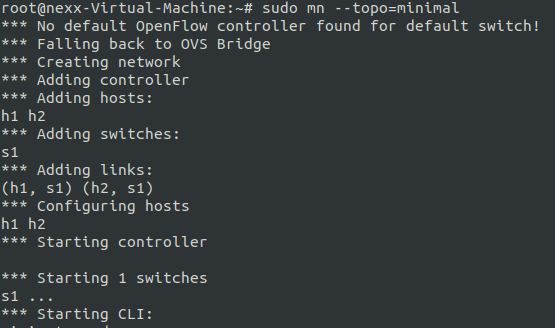 root@nexx-Virtual-Machine:~# sudo mn --topo=minimal
*** No default OpenFlow controller found for default switch!
*** Falling back to OVS Bridge
*** Creating network
*** Adding controller
*** Adding hosts:
h1 h2
*** Adding switches:
s1
*** Adding links:
(h1, s1) (h2, s1)
*** Configuring hosts
h1 h2
*** Starting controller

*** Starting 1 switches
s1 ...
*** Starting CLI: